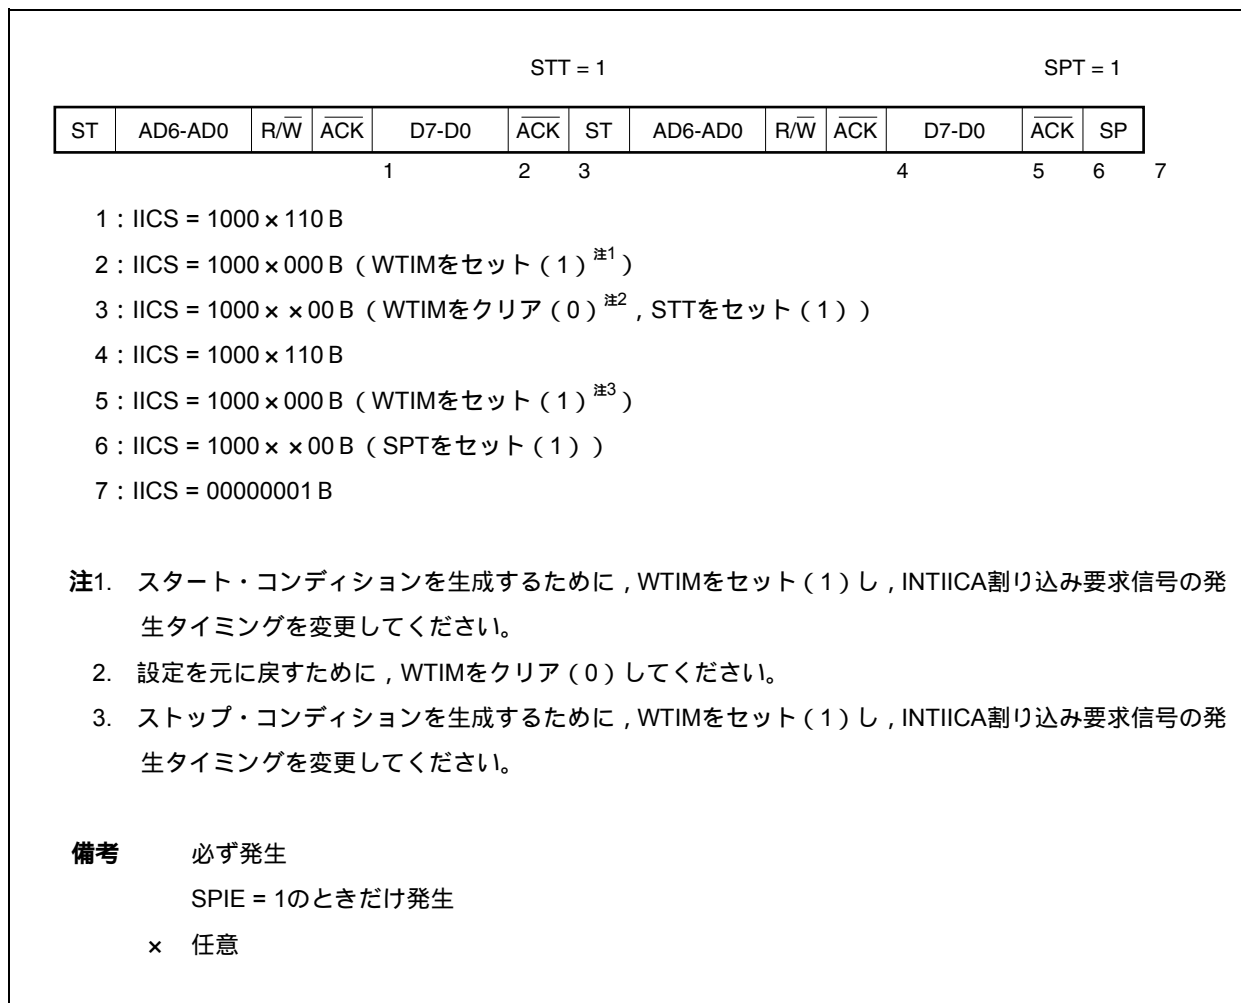 STT = 1 SPT = 1
ST AD6-AD0 R/W̅ A̅C̅K̅ D7-D0 A̅C̅K̅ ST AD6-AD0 R/W̅ A̅C̅K̅ D7-D0 A̅C̅K̅ SP
1 2 3 4 5 6 7
1：IICS = 1000×110 B
2：IICS = 1000×000 B（WTIMをセット（1）注1）
3：IICS = 1000××00 B（WTIMをクリア（0）注2，STTをセット（1））
4：IICS = 1000×110 B
5：IICS = 1000×000 B（WTIMをセット（1）注3）
6：IICS = 1000××00 B（SPTをセット（1））
7：IICS = 00000001 B
注1. スタート・コンディションを生成するために，WTIMをセット（1）し，INTIICA割り込み要求信号の発
生タイミングを変更してください。
2. 設定を元に戻すために，WTIMをクリア（0）してください。
3. ストップ・コンディションを生成するために，WTIMをセット（1）し，INTIICA割り込み要求信号の発
生タイミングを変更してください。
備考 必ず発生
SPIE = 1のときだけ発生
× 任意